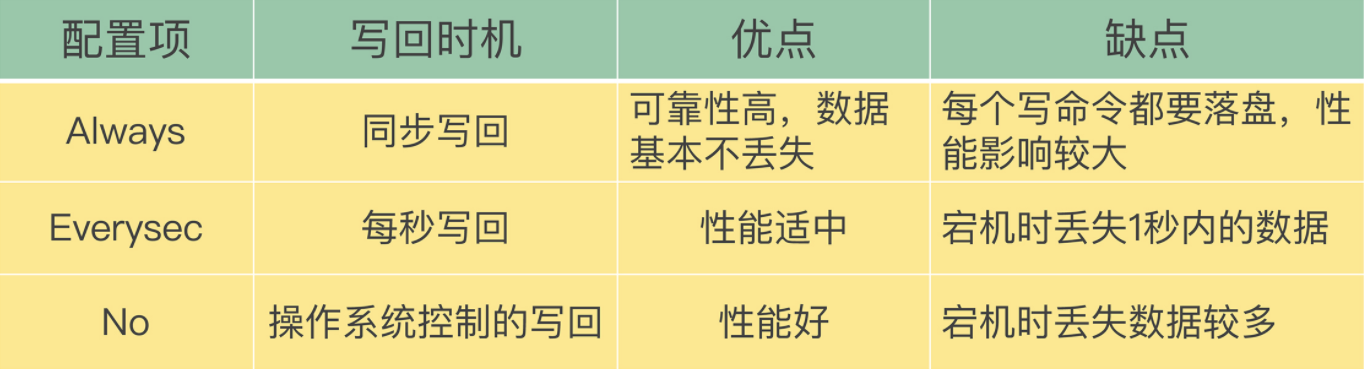 配置项 写回时机 优点 缺点
Always 同步写回 可靠性高，数据基本不丢失 每个写命令都要落盘，性能影响较大
Everysec 每秒写回 性能适中 宕机时丢失1秒内的数据
No 操作系统控制的写回 性能好 宕机时丢失数据较多